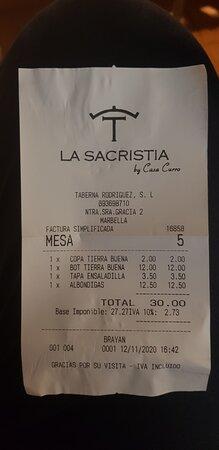 LA SACRISTIA
by Casa Curro
TABERNA RODRIGUEZ, S. L
B93698710
NTRA.SRA.GRACIA 2
MARBELLA
FACTURA SIMPLIFICADA 16858
MESA 5
1 x COPA TIERRA BUENA 2.00 2.00
1 x BOT TIERRA BUENA 12.00 12.00
1 x TAPA ENSALADILLA 3.50 3.50
1 x ALBONDIGAS 12.50 12.50
TOTAL 30.00
Base Imponible: 27.27IVA 10%: 2.73
BRAYAN
001 004 0001 12/11/2020 16:42
GRACIAS POR SU VISITA - IVA INCLUIDO